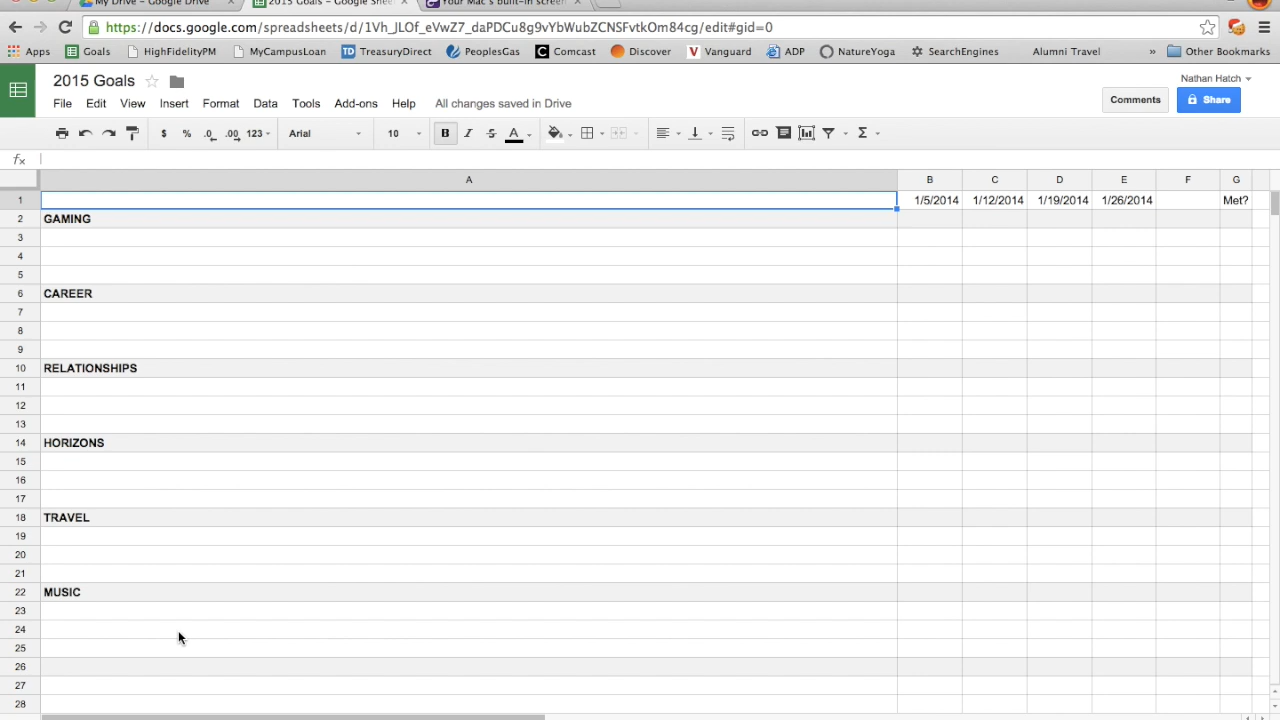 My Drive - Google Drive × 2015 Goals - Google Shee × Your Mac's built-in screen ×
https://docs.google.com/spreadsheets/d/1Vh_JLOf_eVwZ7_daPDCu8g9vYbWubZCNSFvtkOm84cg/edit#gid=0
Apps Goals HighFidelityPM MyCampusLoan TD TreasuryDirect PeoplesGas C Comcast Discover V Vanguard ADP NatureYoga SearchEngines Alumni Travel » Other Bookmarks
2015 Goals Nathan Hatch
File Edit View Insert Format Data Tools Add-ons Help All changes saved in Drive Comments Share
$ % .0 .00 123 Arial 10 B I S A Σ
fx
A B C D E F G
1 1/5/2014 1/12/2014 1/19/2014 1/26/2014 Met?
2 GAMING
3
4
5
6 CAREER
7
8
9
10 RELATIONSHIPS
11
12
13
14 HORIZONS
15
16
17
18 TRAVEL
19
20
21
22 MUSIC
23
24
25
26
27
28